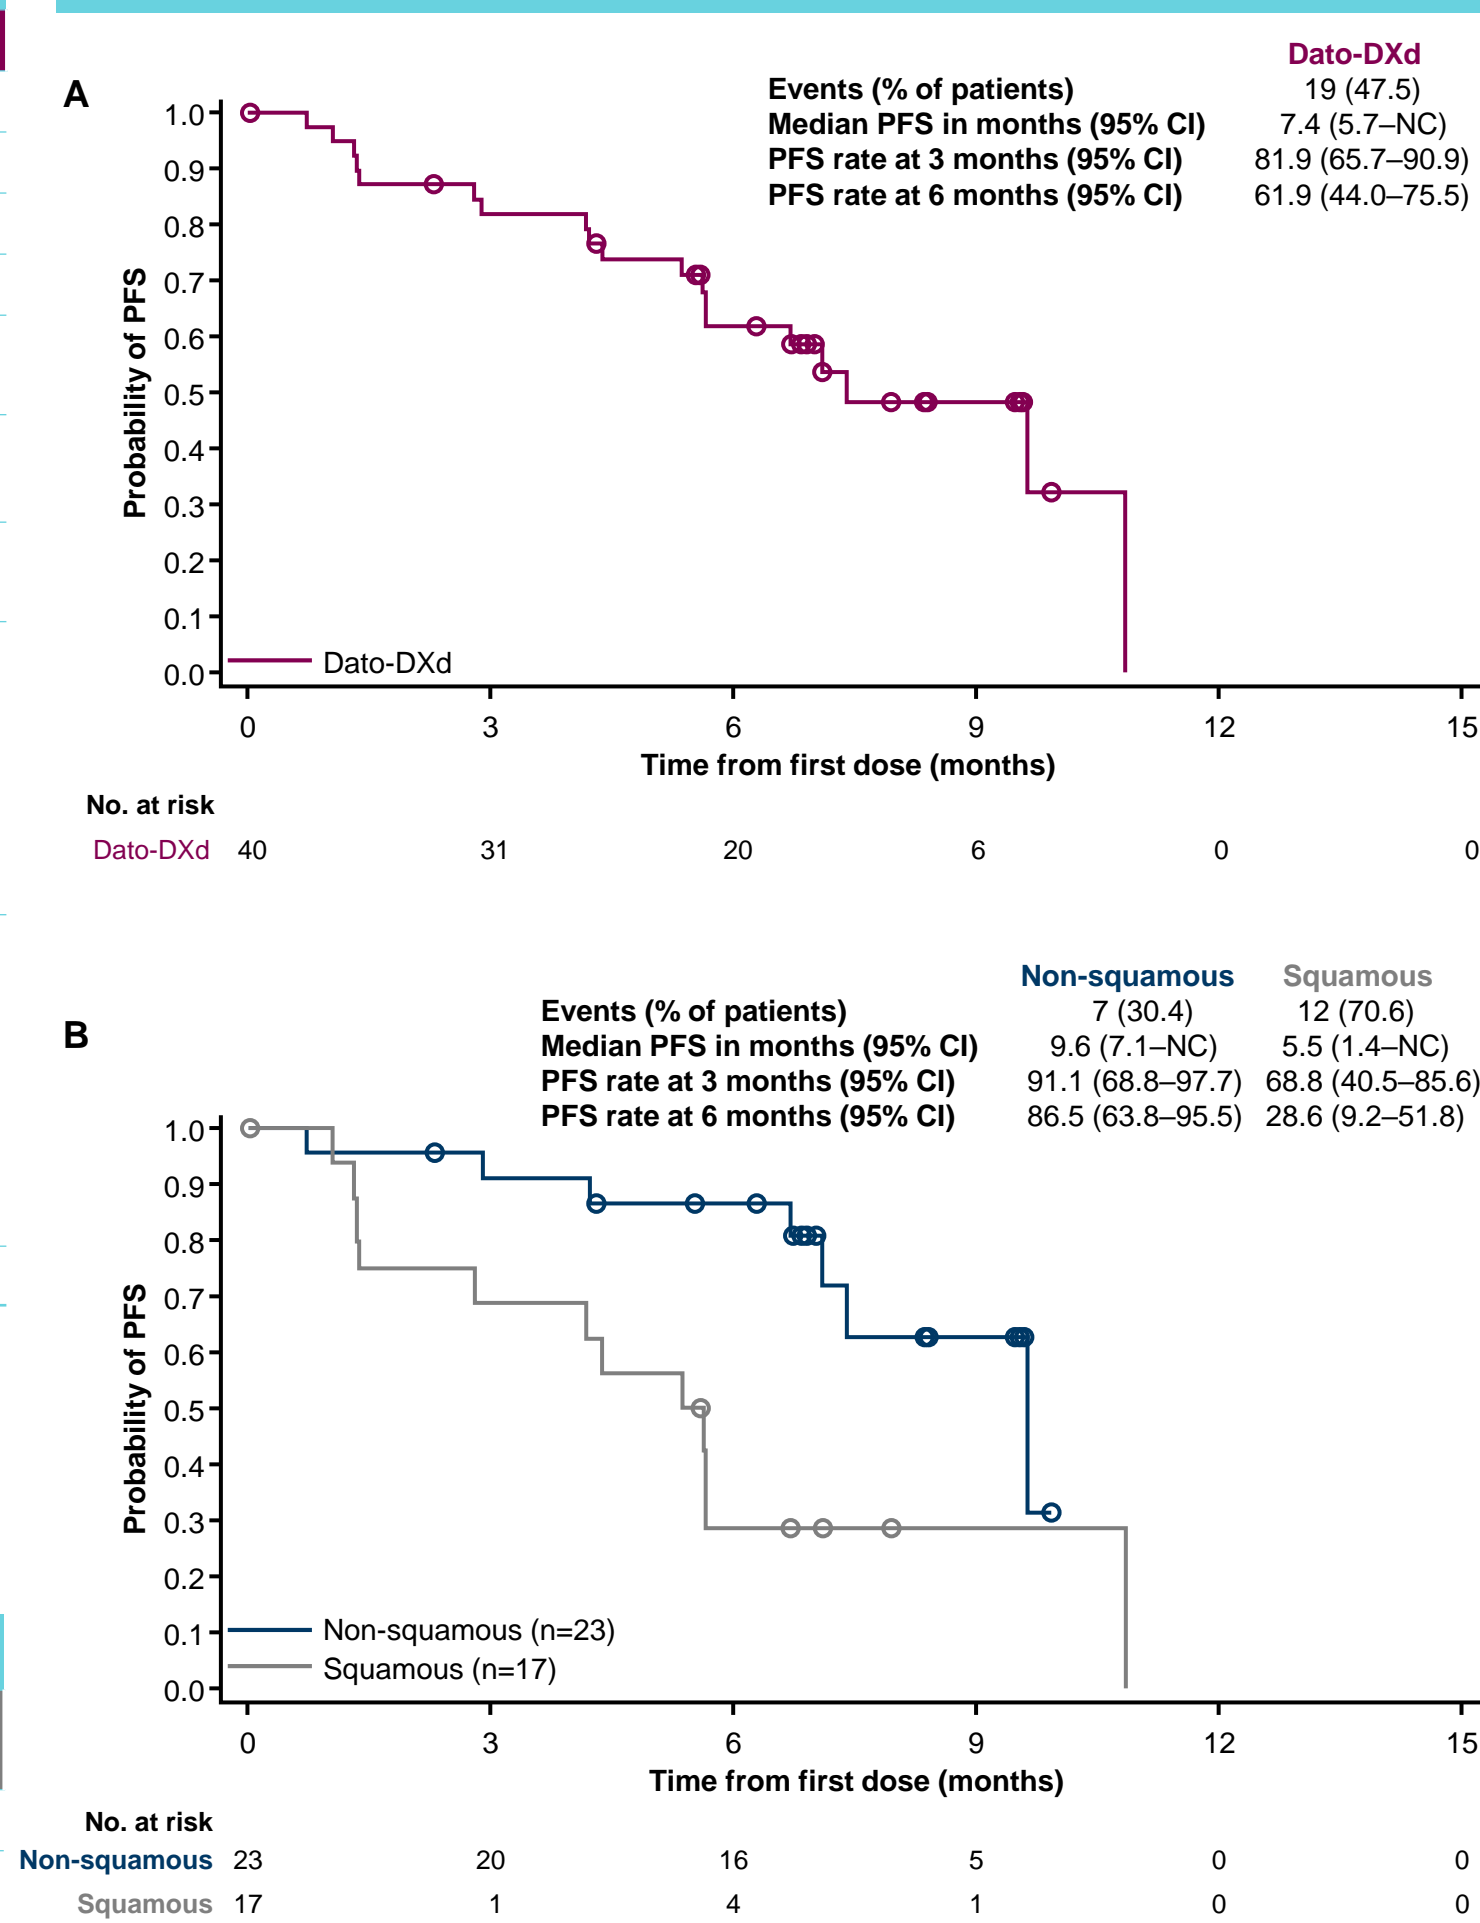 Dato-DXd
A
Events (% of patients) 19 (47.5)
Median PFS in months (95% CI) 7.4 (5.7–NC)
PFS rate at 3 months (95% CI) 81.9 (65.7–90.9)
PFS rate at 6 months (95% CI) 61.9 (44.0–75.5)
Probability of PFS
1.0
0.9
0.8
0.7
0.6
0.5
0.4
0.3
0.2
0.1
0.0
Dato-DXd
0 3 6 9 12 15
Time from first dose (months)
No. at risk
Dato-DXd 40 31 20 6 0 0
Non-squamous Squamous
B
Events (% of patients) 7 (30.4) 12 (70.6)
Median PFS in months (95% CI) 9.6 (7.1–NC) 5.5 (1.4–NC)
PFS rate at 3 months (95% CI) 91.1 (68.8–97.7) 68.8 (40.5–85.6)
PFS rate at 6 months (95% CI) 86.5 (63.8–95.5) 28.6 (9.2–51.8)
Probability of PFS
1.0
0.9
0.8
0.7
0.6
0.5
0.4
0.3
0.2
0.1
0.0
Non-squamous (n=23)
Squamous (n=17)
0 3 6 9 12 15
Time from first dose (months)
No. at risk
Non-squamous 23 20 16 5 0 0
Squamous 17 1 4 1 0 0